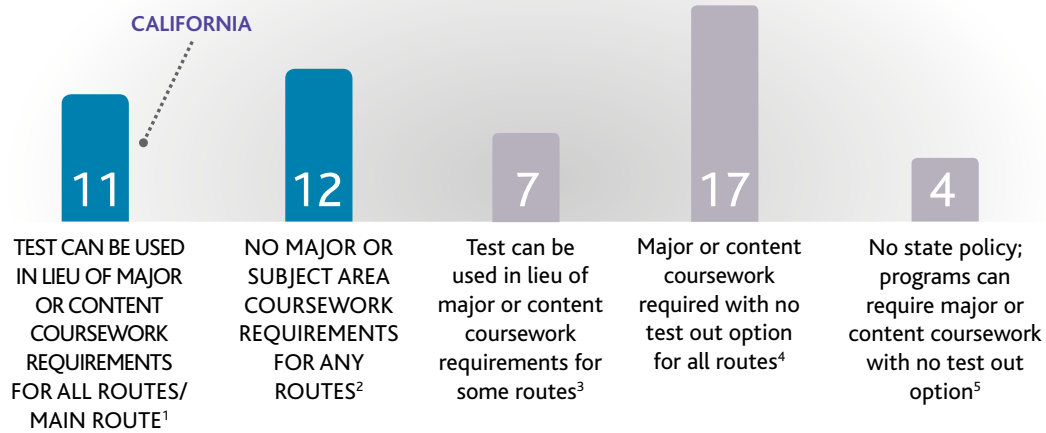 CALIFORNIA
11
12
7
17
4
TEST CAN BE USED
IN LIEU OF MAJOR
OR CONTENT
COURSEWORK
REQUIREMENTS
FOR ALL ROUTES/
MAIN ROUTE¹
NO MAJOR OR
SUBJECT AREA
COURSEWORK
REQUIREMENTS
FOR ANY
ROUTES²
Test can be
used in lieu of
major or content
coursework
requirements for
some routes³
Major or content
coursework
required with no
test out option
for all routes⁴
No state policy;
programs can
require major or
content coursework
with no test out
option⁵